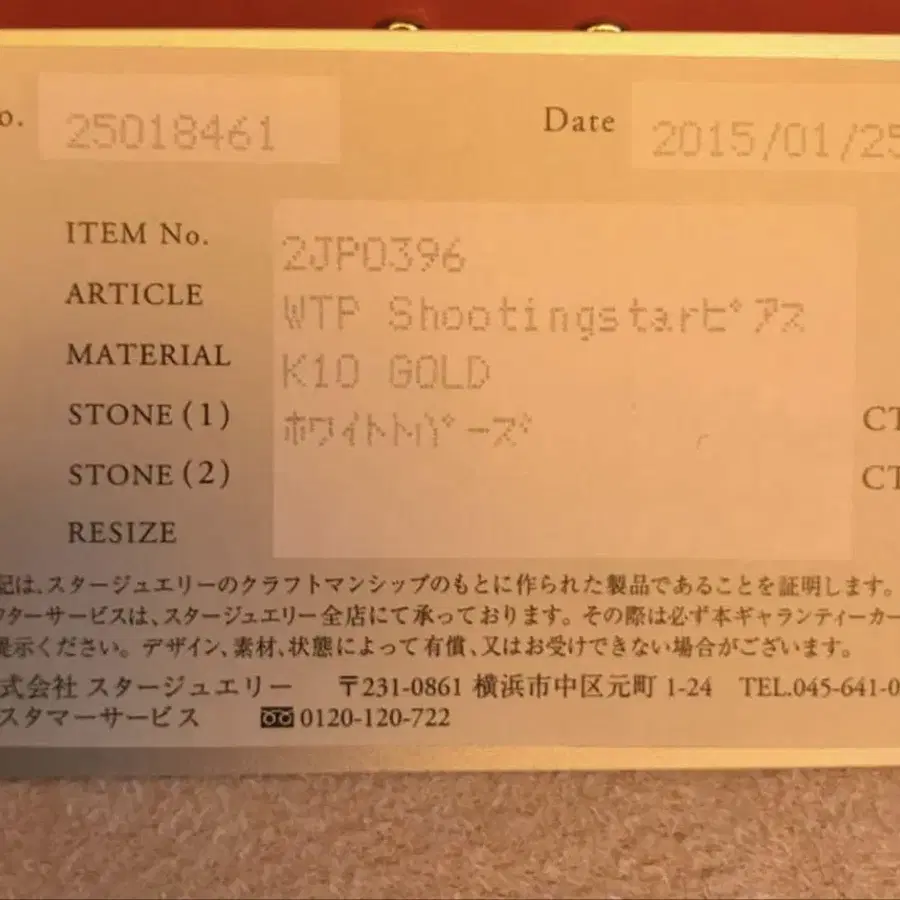 o. 25018461 Date 2015/01/25
ITEM No. 2JP0396
ARTICLE WTP Shootingstarピアス
MATERIAL K10 GOLD
STONE(1) ホワイトトパーズ CT
STONE(2) CT
RESIZE
記は、スタージュエリーのクラフトマンシップのもとに作られた製品であることを証明します。
フターサービスは、スタージュエリー全店にて承っております。その際は必ず本ギャランティーカー
提示ください。デザイン、素材、状態によって有償、又はお受けできない場合がございます。
式会社 スタージュエリー 〒231-0861 横浜市中区元町 1-24 TEL.045-641-0
スタマーサービス 0120-120-722